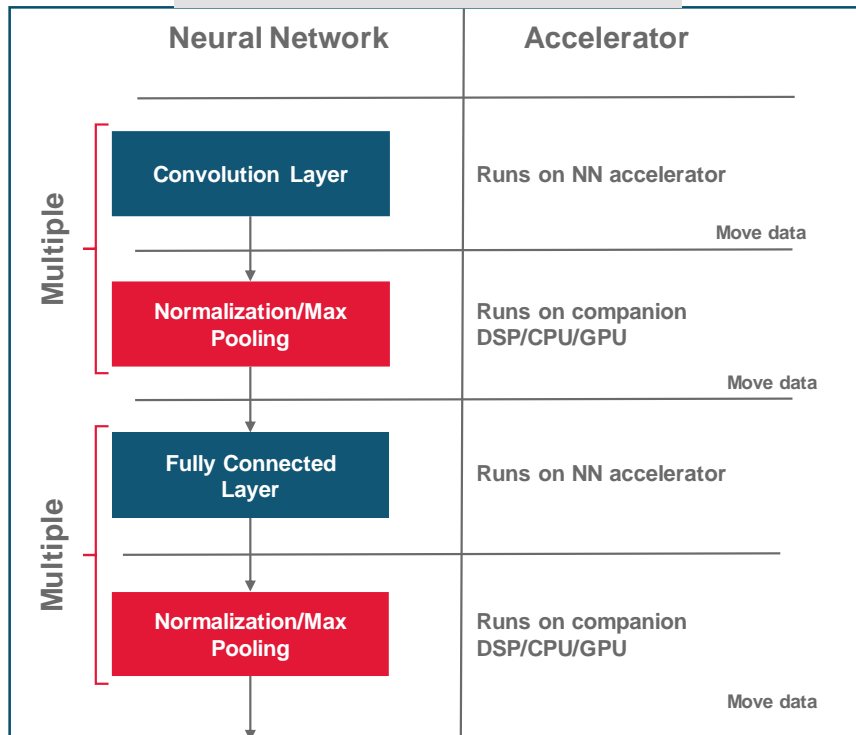 Neural Network
Accelerator
Multiple
Convolution Layer
Runs on NN accelerator
Move data
Normalization/Max
Pooling
Runs on companion
DSP/CPU/GPU
Move data
Multiple
Fully Connected
Layer
Runs on NN accelerator
Normalization/Max
Pooling
Runs on companion
DSP/CPU/GPU
Move data